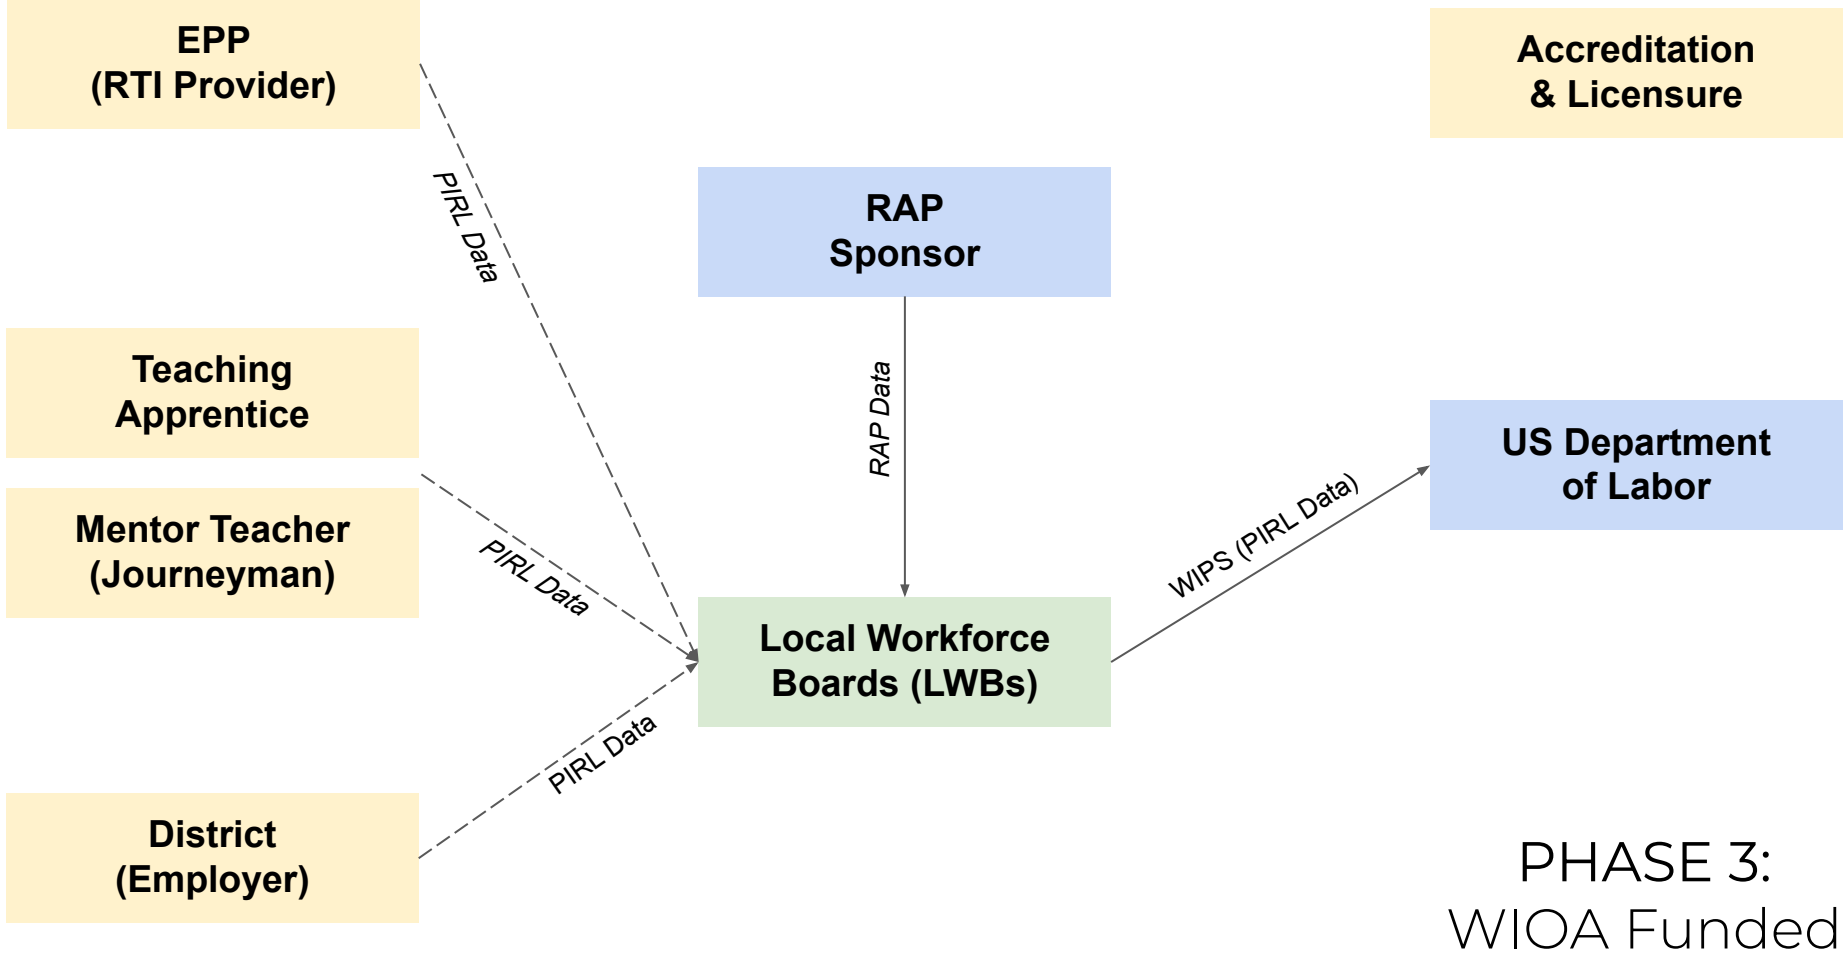 EPP
(RTI Provider)
Accreditation
& Licensure
PIRL Data
RAP
Sponsor
Teaching
Apprentice
RAP Data
US Department
of Labor
Mentor Teacher
(Journeyman)
PIRL Data
WIPS (PIRL Data)
Local Workforce
Boards (LWBs)
PIRL Data
District
(Employer)
PHASE 3:
WIOA Funded